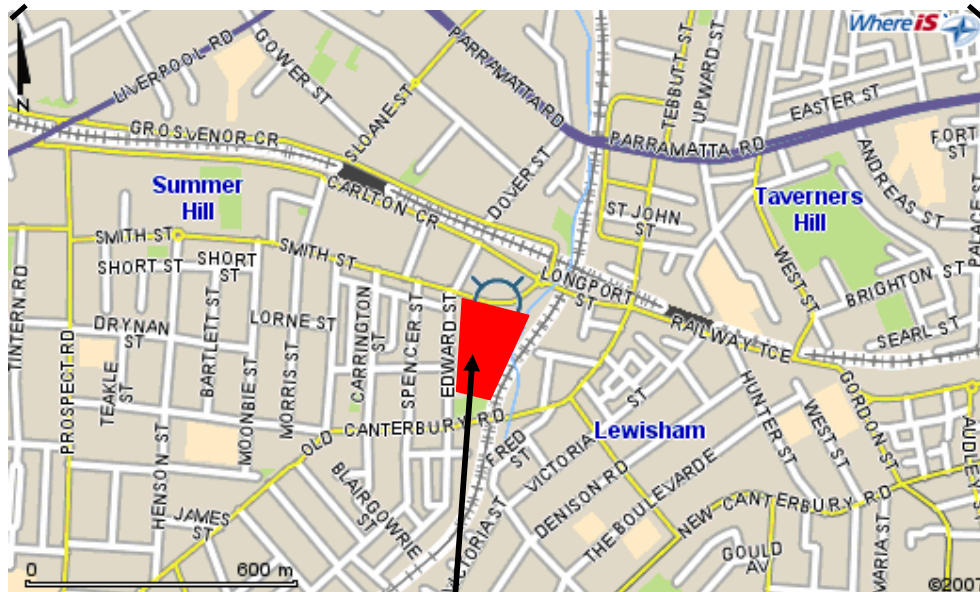 WhereiS
N
LIVERPOOL RD
GOWER ST
SLOANE ST
PARRAMATTA RD
TEBBUTT ST
UPWARD ST
EASTER ST
FORT ST
GROSVENOR CR
PARRAMATTA RD
ANDREAS ST
Summer
Hill
CARLTON CR
DOVER ST
ST JOHN
ST
Taverners
Hill
SMITH ST
SMITH ST
SHORT ST
SHORT
ST
LONGPORT
ST
WEST ST
BRIGHTON ST
TINTERN RD
PROSPECT RD
DRYNAN
ST
BARTLETT ST
LORNE ST
CARRINGTON
ST
SPENCER ST
EDWARD ST
RAILWAY TCE
SEARL ST
TEAKLE
ST
MOONBIE ST
MORRIS ST
OLD CANTERBURY RD
Lewisham
HUNTER ST
WEST ST
GORDON ST
HENSON ST
BLAIRGOWRIE
ST
FRED
ST
VICTORIA ST
DENISON RD
THE BOULEVARDE
NEW CANTERBURY RD
JAMES
ST
VICTORIA ST
GOULD
AV
MARIA ST
0 600 m
©2007